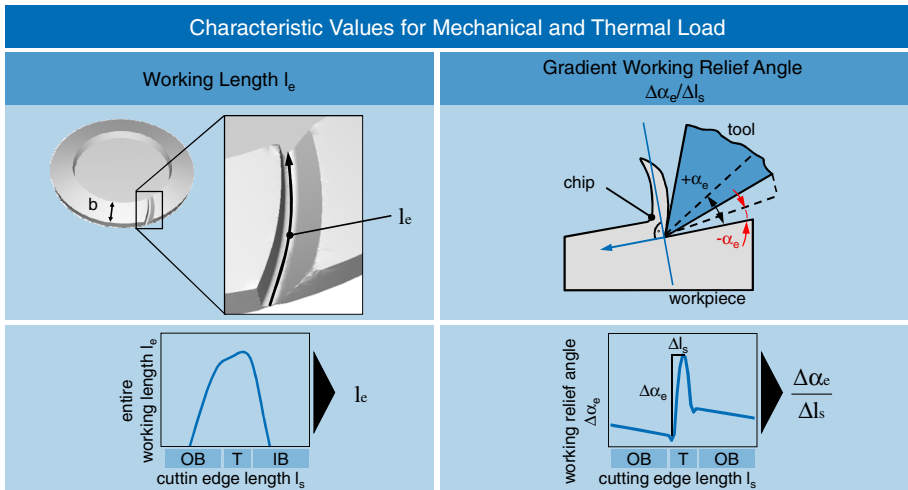 Characteristic Values for Mechanical and Thermal Load
Working Length lₑ
Gradient Working Relief Angle
Δαₑ/Δlₛ
b
lₑ
tool
+αₑ
chip
-αₑ
workpiece
entire
working length lₑ
OB T IB
cuttin edge length lₛ
lₑ
working relief angle
Δαₑ
Δlₛ
Δαₑ
OB T OB
cutting edge length lₛ
Δαₑ
Δlₛ